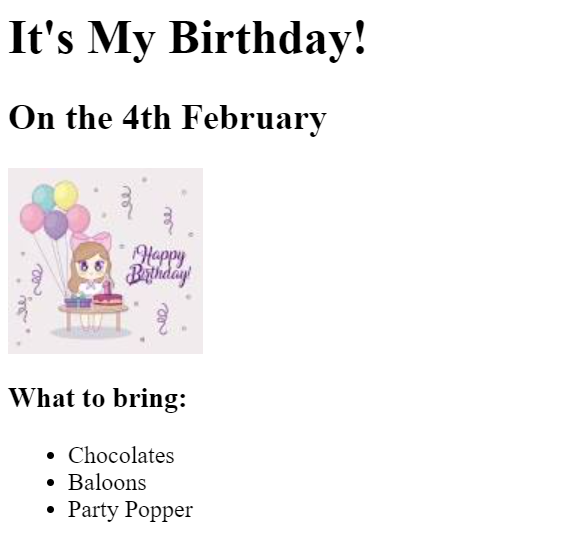 It's My Birthday!
On the 4th February
¡Happy
Birthday!
What to bring:
Chocolates
Baloons
Party Popper